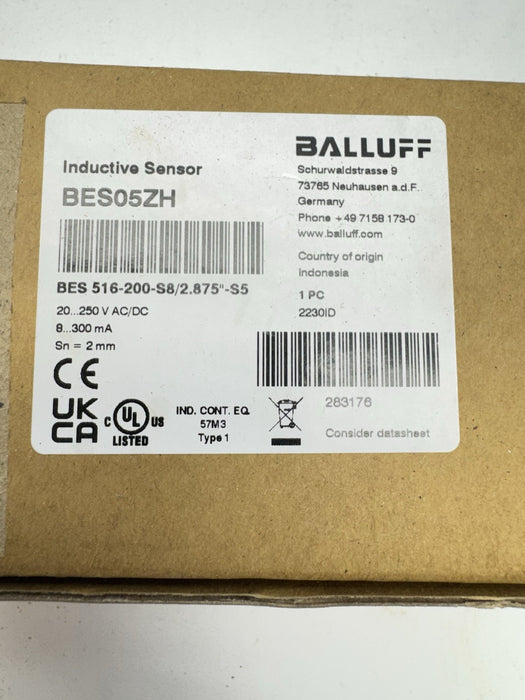 Inductive Sensor
BES05ZH
BES 516-200-S8/2.875"-S5
20...250 V AC/DC
8...300 mA
Sn = 2 mm
CE
UK
CA
C UL US
LISTED
IND. CONT. EQ.
57M3
Type 1
BALLUFF
Schurwaldstrasse 9
73765 Neuhausen a.d.F.
Germany
Phone +49 7158 173-0
www.balluff.com
Country of origin
Indonesia
1 PC
2230ID
283176
Consider datasheet